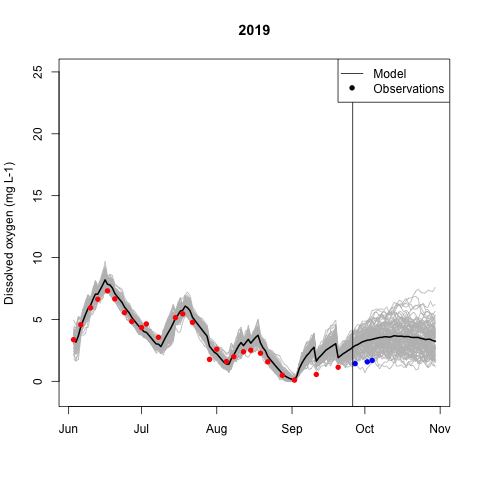 2019
Dissolved oxygen (mg L-1)
25
20
15
10
5
0
Model
Observations
Jun Jul Aug Sep Oct Nov